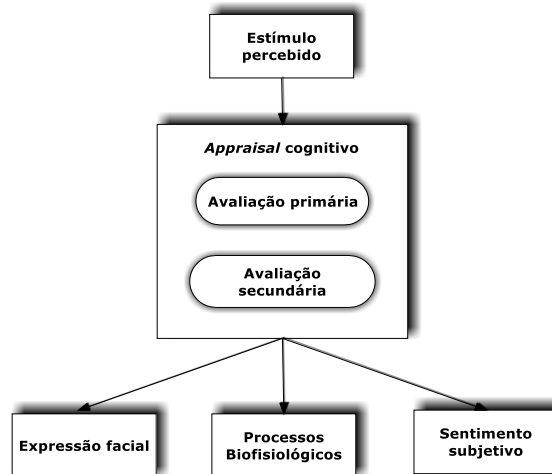 Estímulo
percebido
Appraisal cognitivo
Avaliação primária
Avaliação
secundária
Expressão facial
Processos
Biofisiológicos
Sentimento
subjetivo